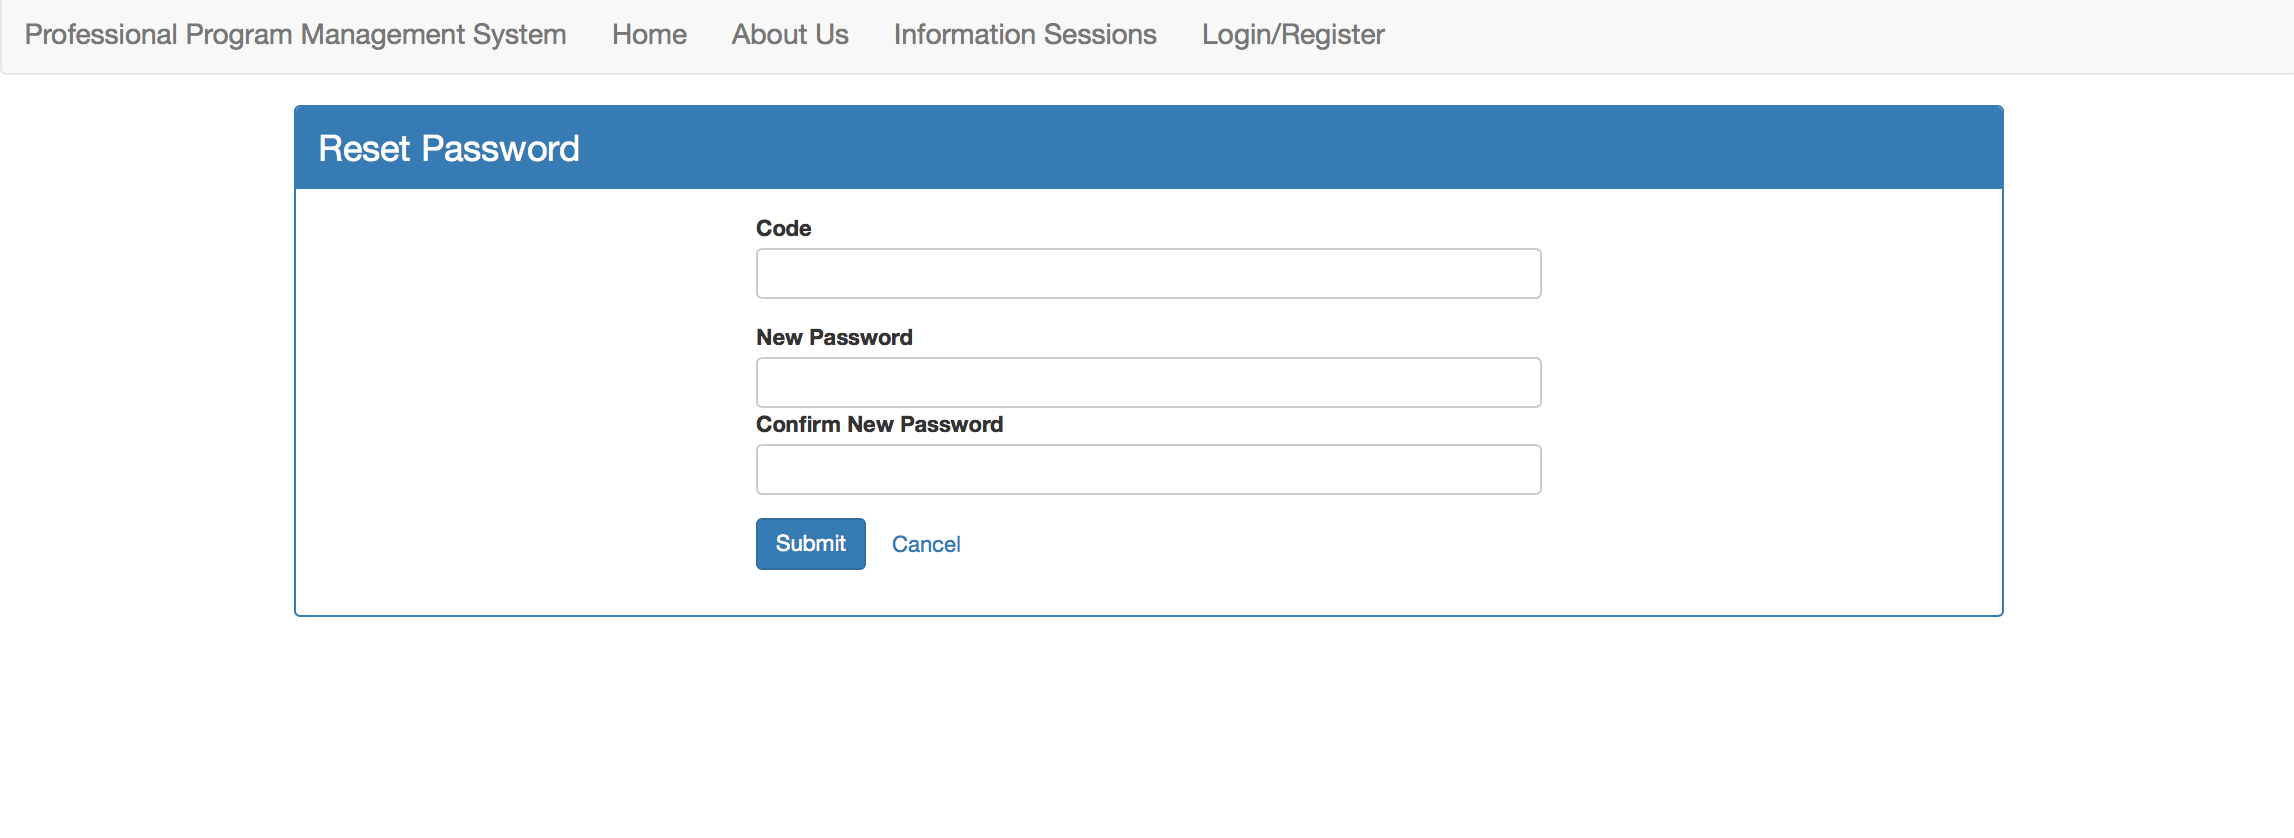 Professional Program Management System Home About Us Information Sessions Login/Register
Reset Password
Code
New Password
Confirm New Password
Submit Cancel